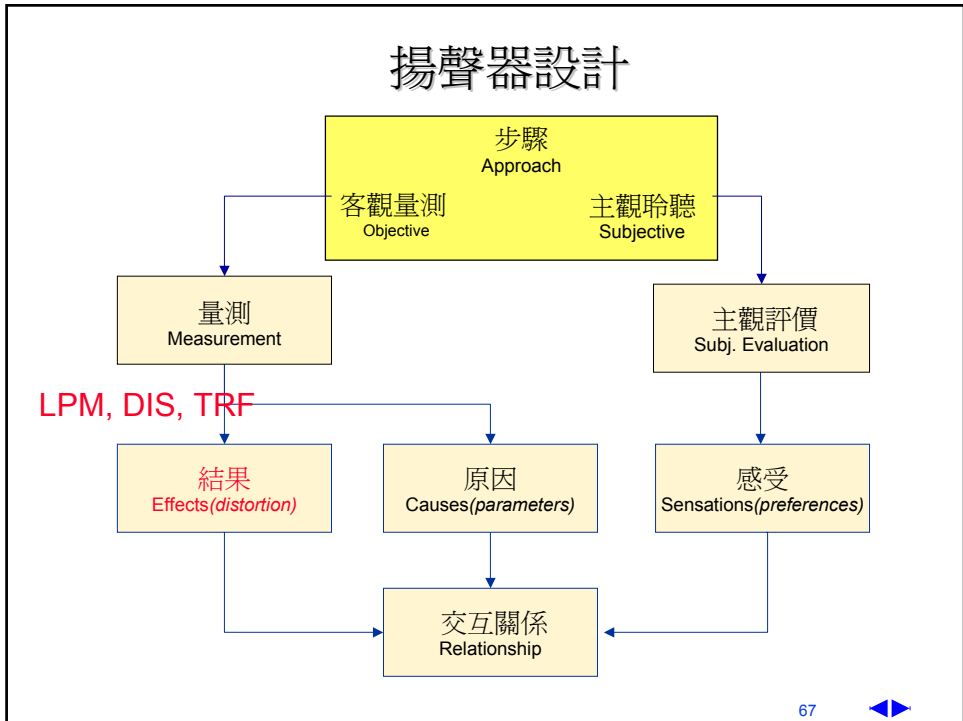 揚聲器設計
步驟
Approach
客觀量測
Objective
主觀聆聽
Subjective
量測
Measurement
主觀評價
Subj. Evaluation
LPM, DIS, TRF
結果
Effects(distortion)
原因
Causes(parameters)
感受
Sensations(preferences)
交互關係
Relationship
67